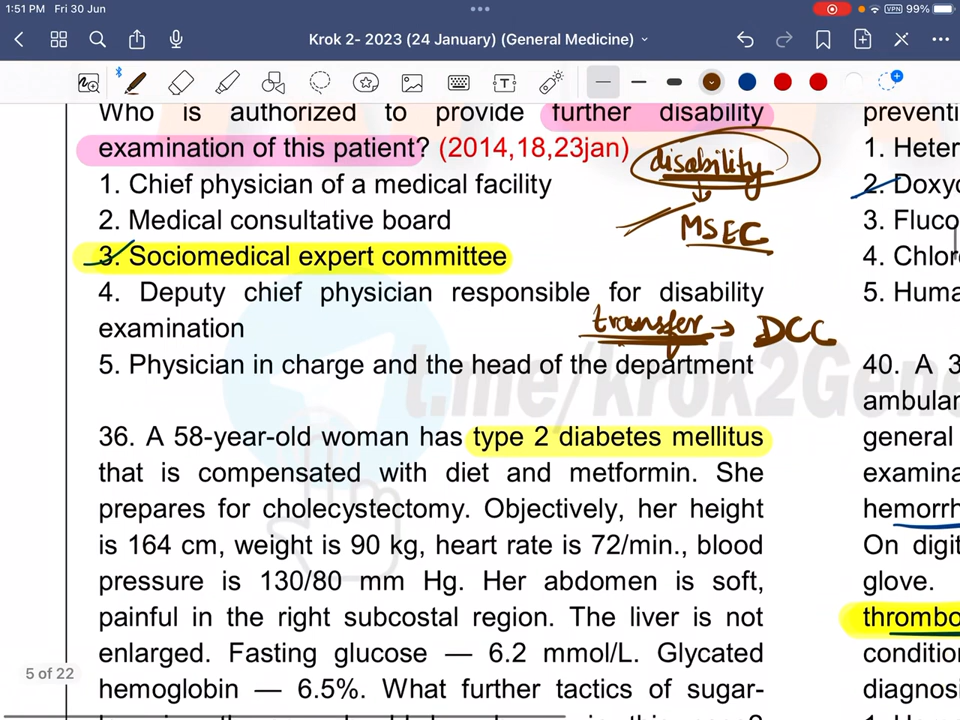 1:51 PM Fri 30 Jun
VPN 99%
Krok 2- 2023 (24 January) (General Medicine)
Who is authorized to provide further disability
examination of this patient? (2014,18,23jan)
1. Chief physician of a medical facility
2. Medical consultative board
3. Sociomedical expert committee
4. Deputy chief physician responsible for disability
examination
5. Physician in charge and the head of the department
disability
MSEC
transfer → DCC
36. A 58-year-old woman has type 2 diabetes mellitus
that is compensated with diet and metformin. She
prepares for cholecystectomy. Objectively, her height
is 164 cm, weight is 90 kg, heart rate is 72/min., blood
pressure is 130/80 mm Hg. Her abdomen is soft,
painful in the right subcostal region. The liver is not
enlarged. Fasting glucose — 6.2 mmol/L. Glycated
hemoglobin — 6.5%. What further tactics of sugar-
5 of 22
t.me/krok2Gene
preventi
1. Heter
2. Doxyc
3. Fluco
4. Chlor
5. Huma
40. A 3
ambulan
general
examina
hemorrh
On digit
glove.
thrombo
condition
diagnosi